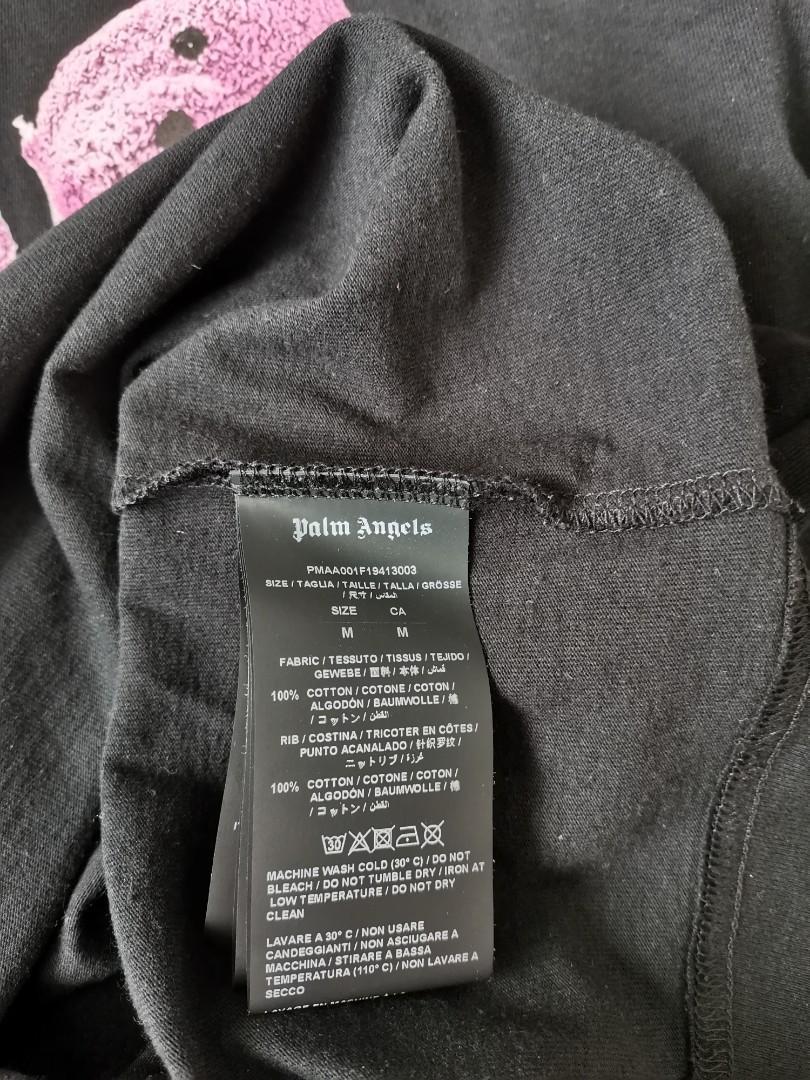 Palm Angels
PMAA001F19413003
SIZE / TAGLIA / TAILLE / TALLA / GRÖSSE
/ 尺寸 / المقاس
SIZE CA
M M
FABRIC / TESSUTO / TISSUS / TEJIDO /
GEWEBE / 面料 / 本体 / قماش
100% COTTON / COTONE / COTON /
ALGODÓN / BAUMWOLLE / 棉
/ コットン / القطن
RIB / COSTINA / TRICOTER EN CÔTES /
PUNTO ACANALADO / 针织罗纹 /
ニットリブ /
100% COTTON / COTONE / COTON /
ALGODÓN / BAUMWOLLE / 棉
/ コットン / القطن
30
MACHINE WASH COLD (30° C) / DO NOT
BLEACH / DO NOT TUMBLE DRY / IRON AT
LOW TEMPERATURE / DO NOT DRY
CLEAN
LAVARE A 30° C / NON USARE
CANDEGGIANTI / NON ASCIUGARE A
MACCHINA / STIRARE A BASSA
TEMPERATURA (110° C) / NON LAVARE A
SECCO
LAVAGE EN MACHINE À